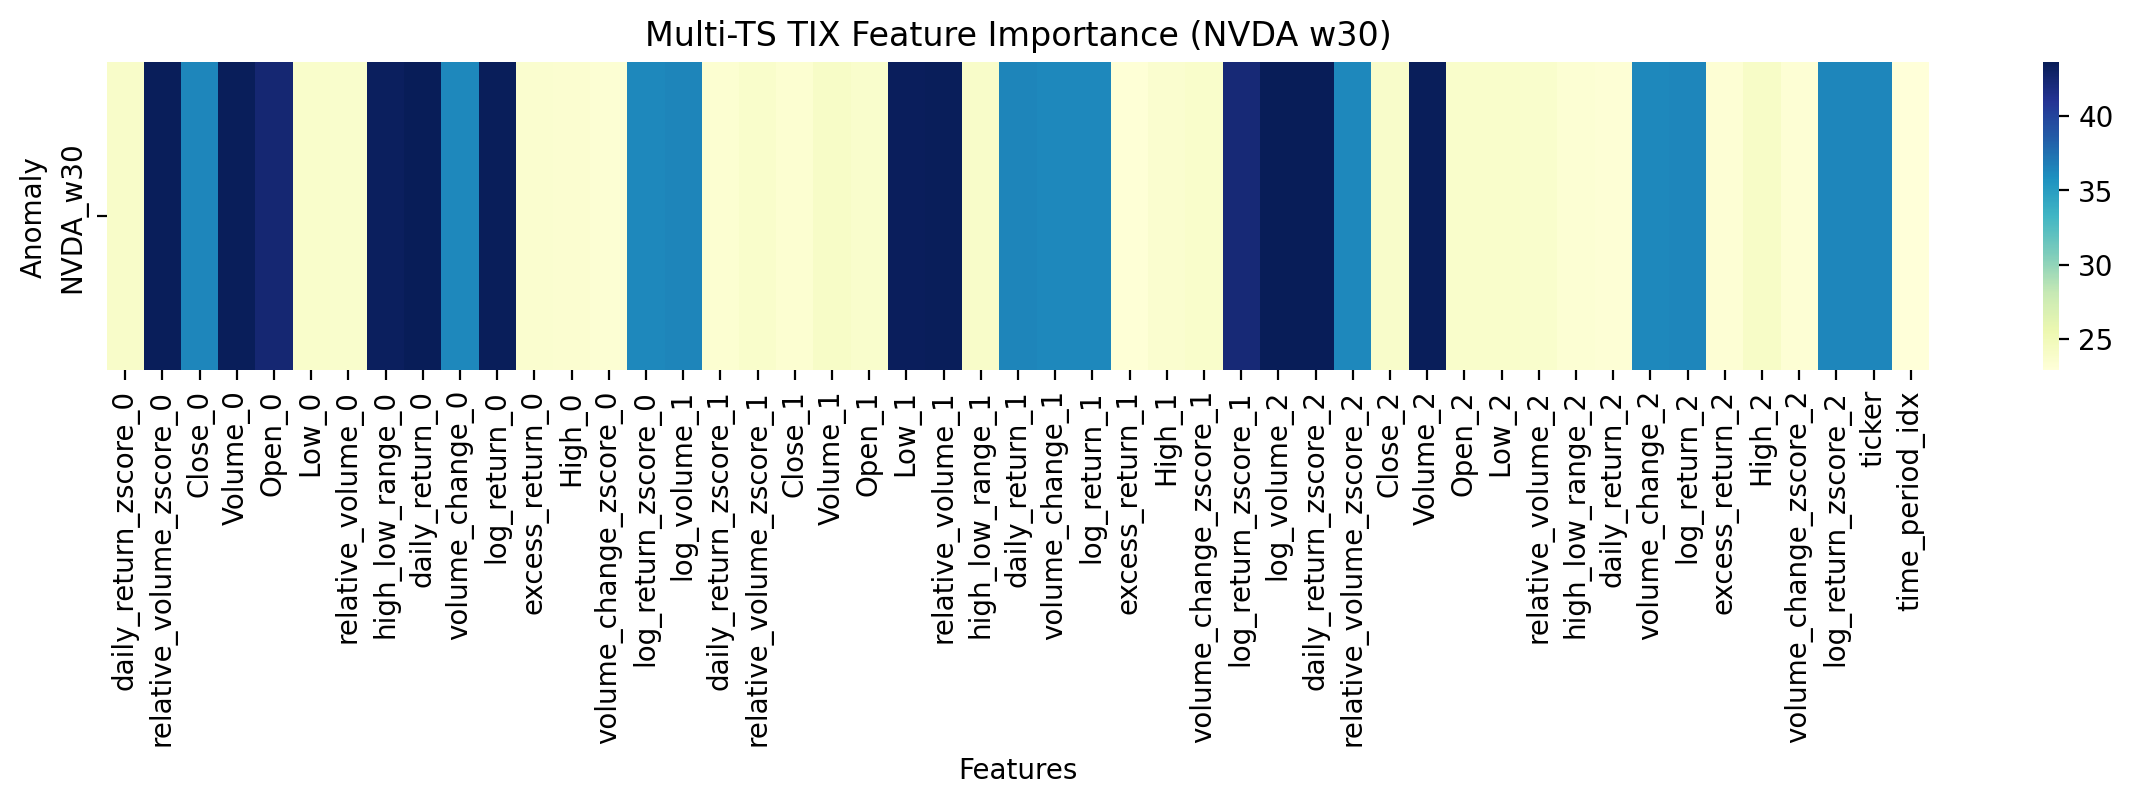 Multi-TS TIX Feature Importance (NVDA w30)
Anomaly
NVDA_w30
40
35
30
25
daily_return_zscore_0
relative_volume_zscore_0
Close_0
Volume_0
Open_0
Low_0
relative_volume_0
high_low_range_0
daily_return_0
volume_change_0
log_return_0
excess_return_0
High_0
volume_change_zscore_0
log_return_zscore_0
log_volume_1
daily_return_zscore_1
relative_volume_zscore_1
Close_1
Volume_1
Open_1
Low_1
relative_volume_1
high_low_range_1
daily_return_1
volume_change_1
log_return_1
excess_return_1
High_1
volume_change_zscore_1
log_return_zscore_1
log_volume_2
daily_return_zscore_2
relative_volume_zscore_2
Close_2
Volume_2
Open_2
Low_2
relative_volume_2
high_low_range_2
daily_return_2
volume_change_2
log_return_2
excess_return_2
High_2
volume_change_zscore_2
log_return_zscore_2
ticker
time_period_idx
Features